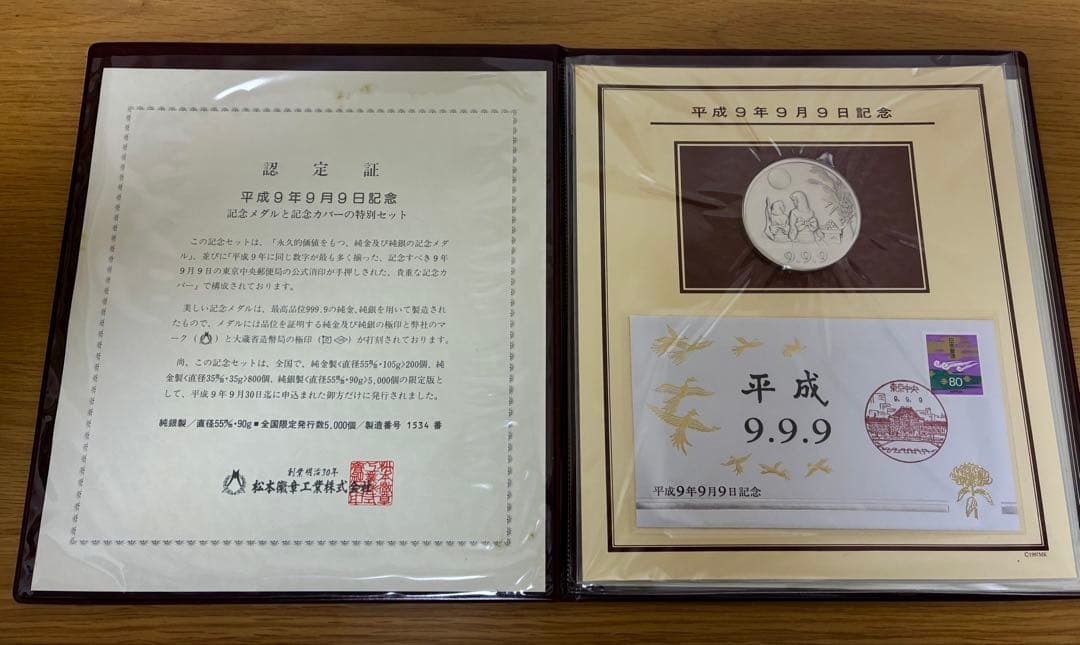 認定証
平成9年9月9日記念
記念メダルと記念カバーの特別セット
この記念セットは、「永久的価値をもつ、純金及び純銀の記念メダ
ル」、並びに「平成9年に同じ数字が最も多く揃った、記念すべき9年
9月9日の東京中央郵便局の公式消印が手押しされた、貴重な記念カ
バー」で構成されております。
美しい記念メダルは、最高品位999.9の純金、純銀を用いて製造され
たもので、メダルには品位を証明する純金及び純銀の極印と弊社のマ
ーク()と大蔵省造幣局の極印()が打刻されております。
尚、この記念セットは、全国で、純金製<直径55㎜・105g>200個、純
金製<直径35㎜・35g>800個、純銀製<直径55㎜・90g>5,000個の限定版と
して、平成9年9月30日迄に申込まれた御方だけに発行されました。
純銀製/直径55㎜・90g■全国限定発行数5,000個/製造番号 1534 番
創業明治30年
松本徽章工業株式会社
平成9年9月9日記念
9.9.9
平成
9.9.9
平成9年9月9日記念
日本郵便
80
東京中央
9.9.9